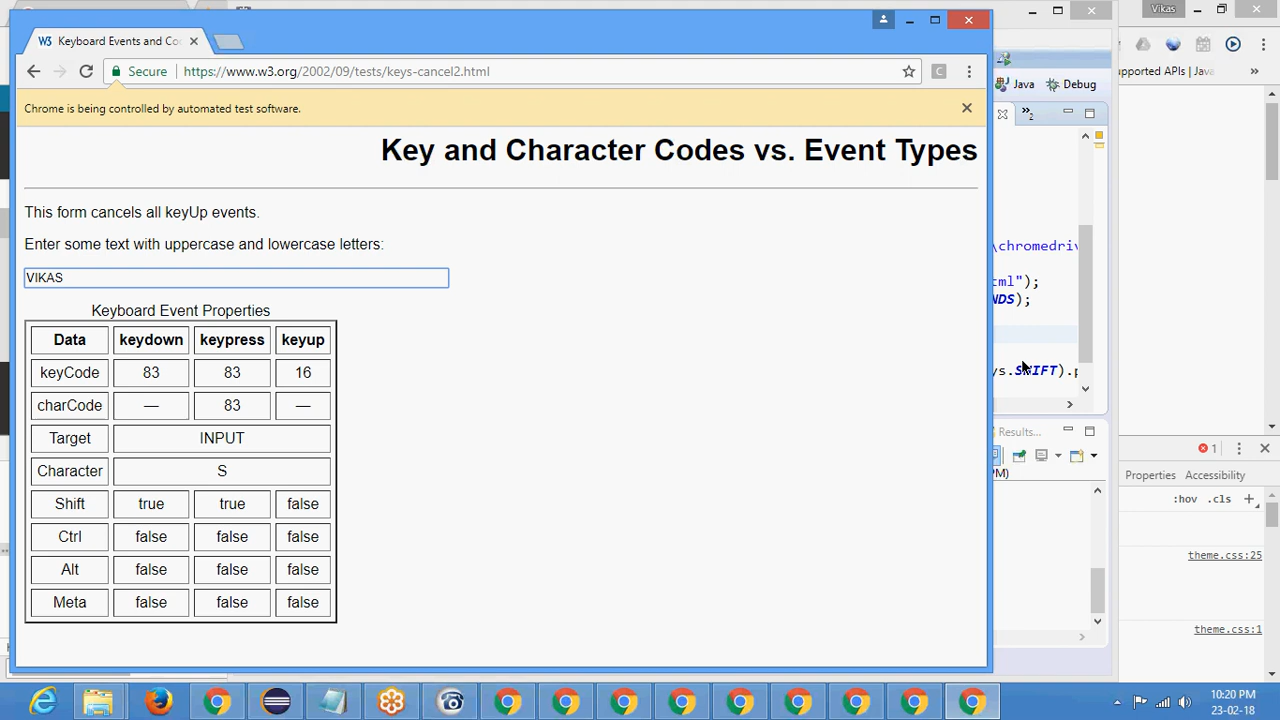 Vikas
Keyboard Events and Co
Secure
https://www.w3.org/2002/09/tests/keys-cancel2.html
C
Chrome is being controlled by automated test software.
Key and Character Codes vs. Event Types
This form cancels all keyUp events.
Enter some text with uppercase and lowercase letters:
VIKAS
Keyboard Event Properties
Data keydown keypress keyup
keyCode 83 83 16
charCode — 83 —
Target INPUT
Character S
Shift true true false
Ctrl false false false
Alt false false false
Meta false false false
upported APIs | Java
»
Java
Debug
»2
\chromedriv
ml");
NDS);
ys.SHIFT).p
Results...
PM)
1
Properties Accessibility
:hov .cls +
theme.css:25
theme.css:1
10:20 PM
23-02-18